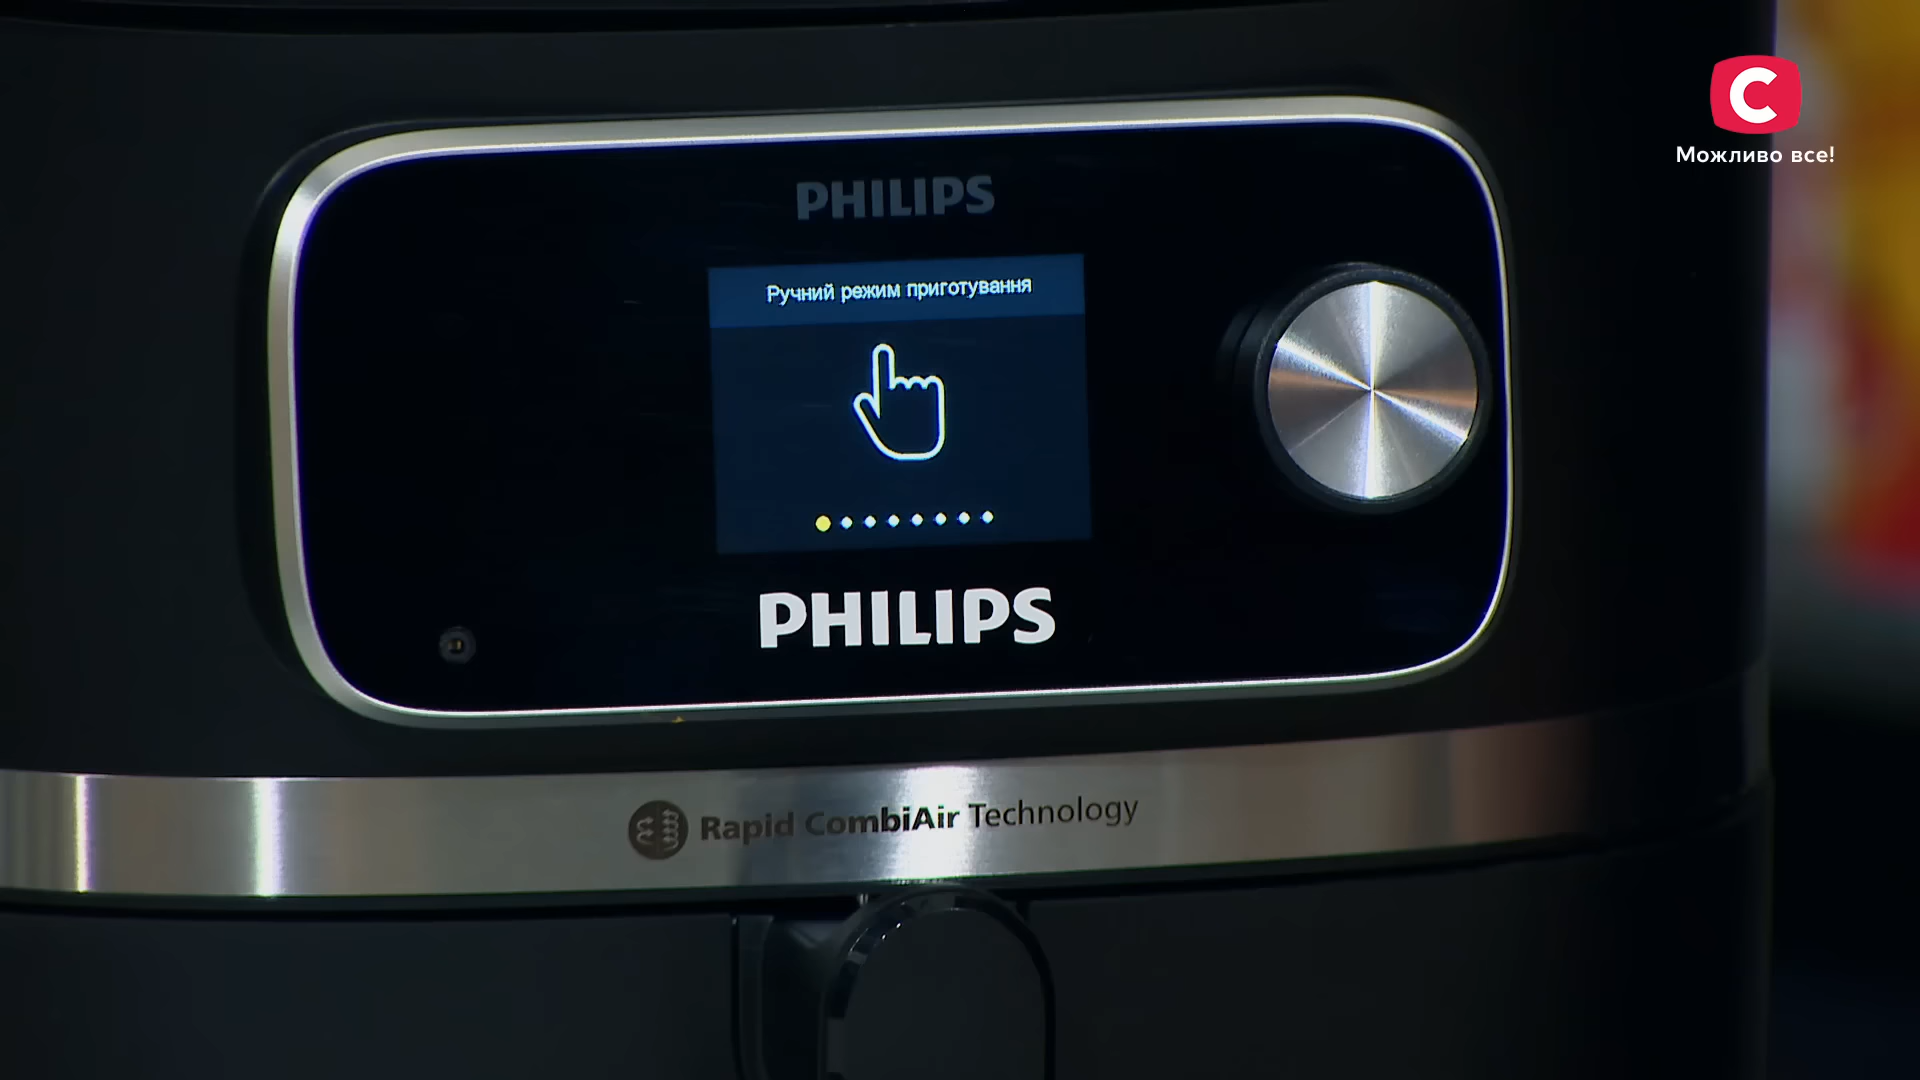 C
Можливо все!
PHILIPS
Ручний режим приготування
PHILIPS
Rapid CombiAir Technology